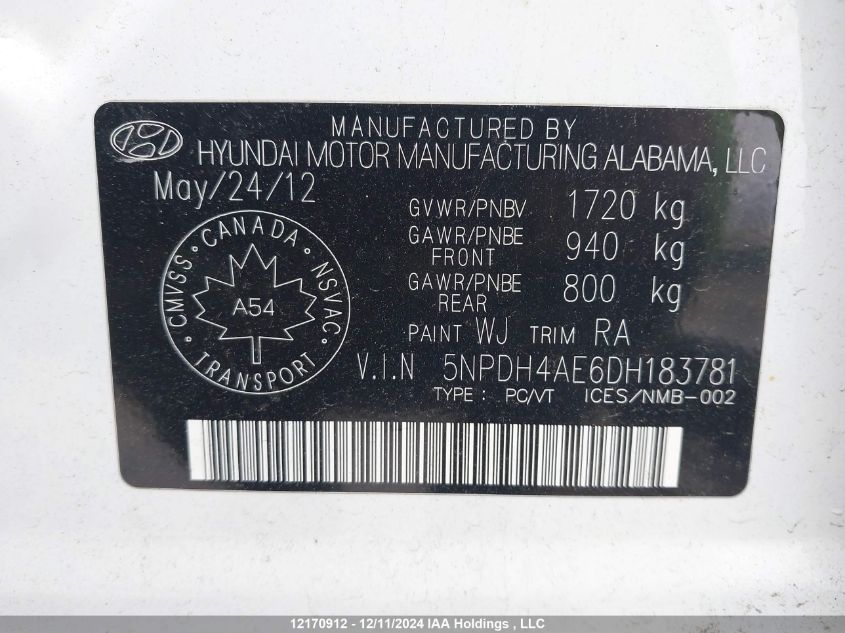 MANUFACTURED BY
HYUNDAI MOTOR MANUFACTURING ALABAMA, LLC
May/24/12
GVWR/PNBV 1720 kg
GAWR/PNBE FRONT 940 kg
GAWR/PNBE REAR 800 kg
CANADA
CMVSS · NSVAC
A54
TRANSPORT
PAINT WJ TRIM RA
V.I.N 5NPDH4AE6DH183781
TYPE : PC/VT ICES/NMB-002
12170912 - 12/11/2024 IAA Holdings , LLC